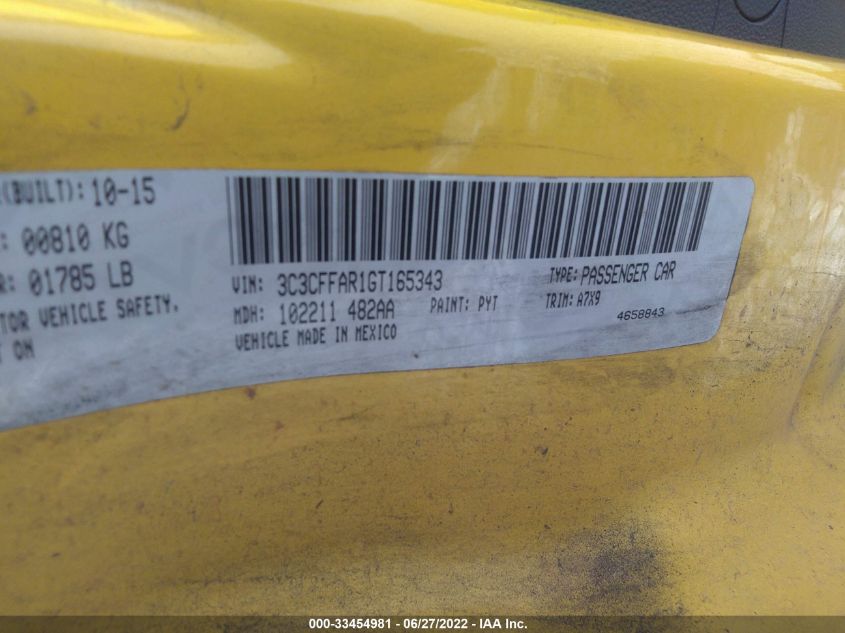 (BUILT): 10-15
: 00810 KG
R: 01785 LB
TOR VEHICLE SAFETY.
T ON
VIN: 3C3CFFAR1GT165343
TYPE: PASSENGER CAR
MDH: 102211 482AA
PAINT: PYT
TRIM: A7X9
VEHICLE MADE IN MEXICO
4658843
000-33454981 - 06/27/2022 - IAA Inc.